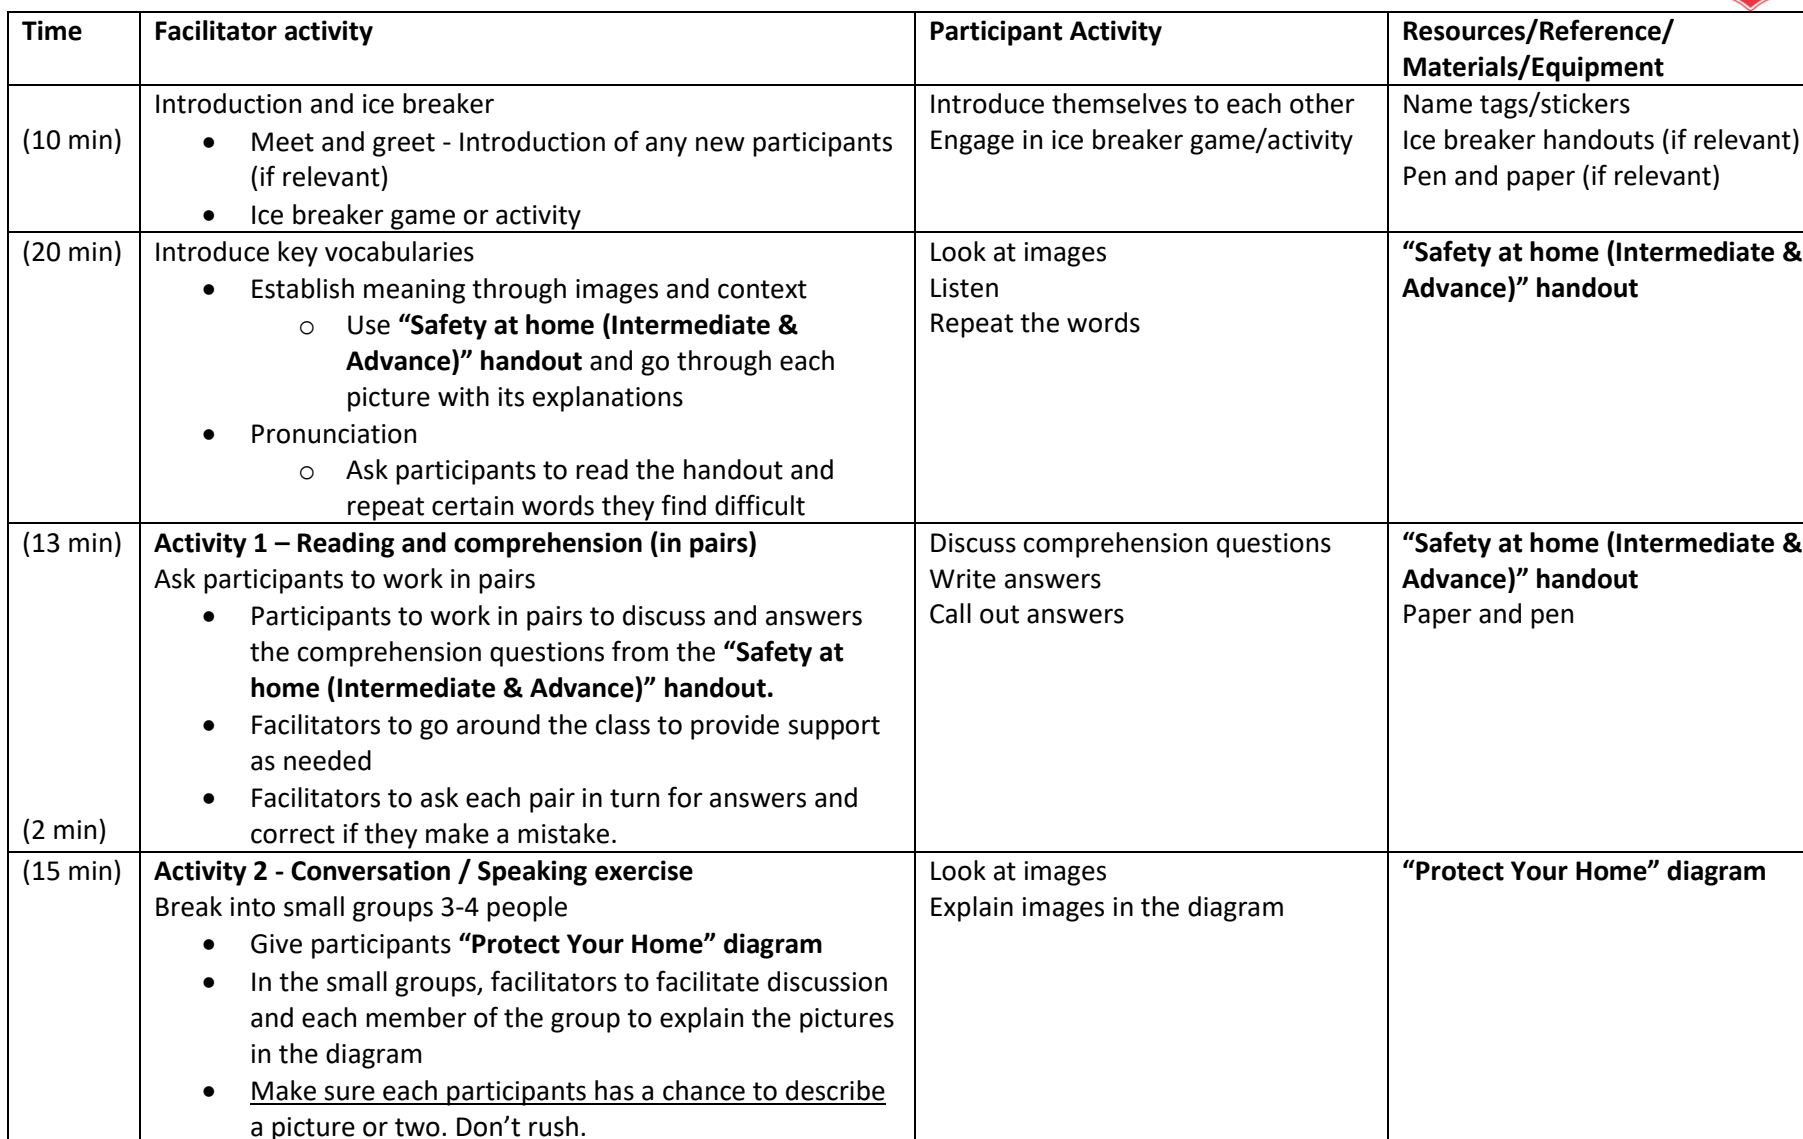 Time
Facilitator activity
Participant Activity
Resources/Reference/
Materials/Equipment
(10 min)
Introduction and ice breaker
• Meet and greet - Introduction of any new participants
(if relevant)
• Ice breaker game or activity
Introduce themselves to each other
Engage in ice breaker game/activity
Name tags/stickers
Ice breaker handouts (if relevant)
Pen and paper (if relevant)
(20 min)
Introduce key vocabularies
• Establish meaning through images and context
o Use “Safety at home (Intermediate &
Advance)” handout and go through each
picture with its explanations
• Pronunciation
o Ask participants to read the handout and
repeat certain words they find difficult
Look at images
Listen
Repeat the words
“Safety at home (Intermediate &
Advance)” handout
(13 min)
Activity 1 – Reading and comprehension (in pairs)
Ask participants to work in pairs
• Participants to work in pairs to discuss and answers
the comprehension questions from the “Safety at
home (Intermediate & Advance)” handout.
• Facilitators to go around the class to provide support
as needed
• Facilitators to ask each pair in turn for answers and
(2 min)
correct if they make a mistake.
Discuss comprehension questions
Write answers
Call out answers
“Safety at home (Intermediate &
Advance)” handout
Paper and pen
(15 min)
Activity 2 - Conversation / Speaking exercise
Break into small groups 3-4 people
• Give participants “Protect Your Home” diagram
• In the small groups, facilitators to facilitate discussion
and each member of the group to explain the pictures
in the diagram
• Make sure each participants has a chance to describe
a picture or two. Don’t rush.
Look at images
Explain images in the diagram
“Protect Your Home” diagram